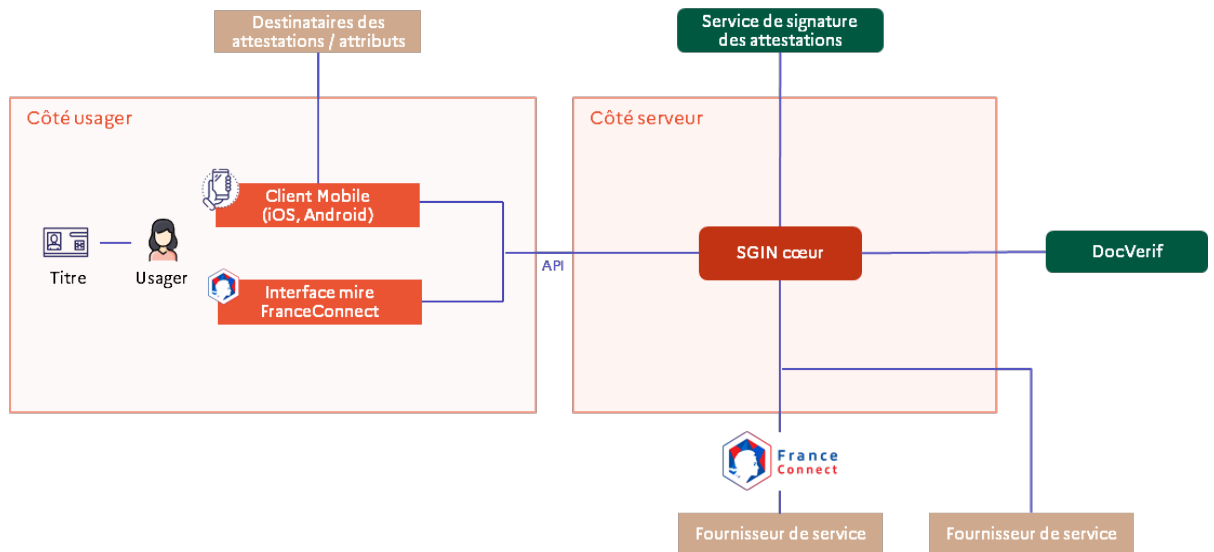 Destinataires des
attestations / attributs
Service de signature
des attestations
Côté usager
Côté serveur
Client Mobile
(iOS, Android)
Titre
Usager
Interface mire
FranceConnect
API
SGIN cœur
DocVerif
France
Connect
Fournisseur de service
Fournisseur de service